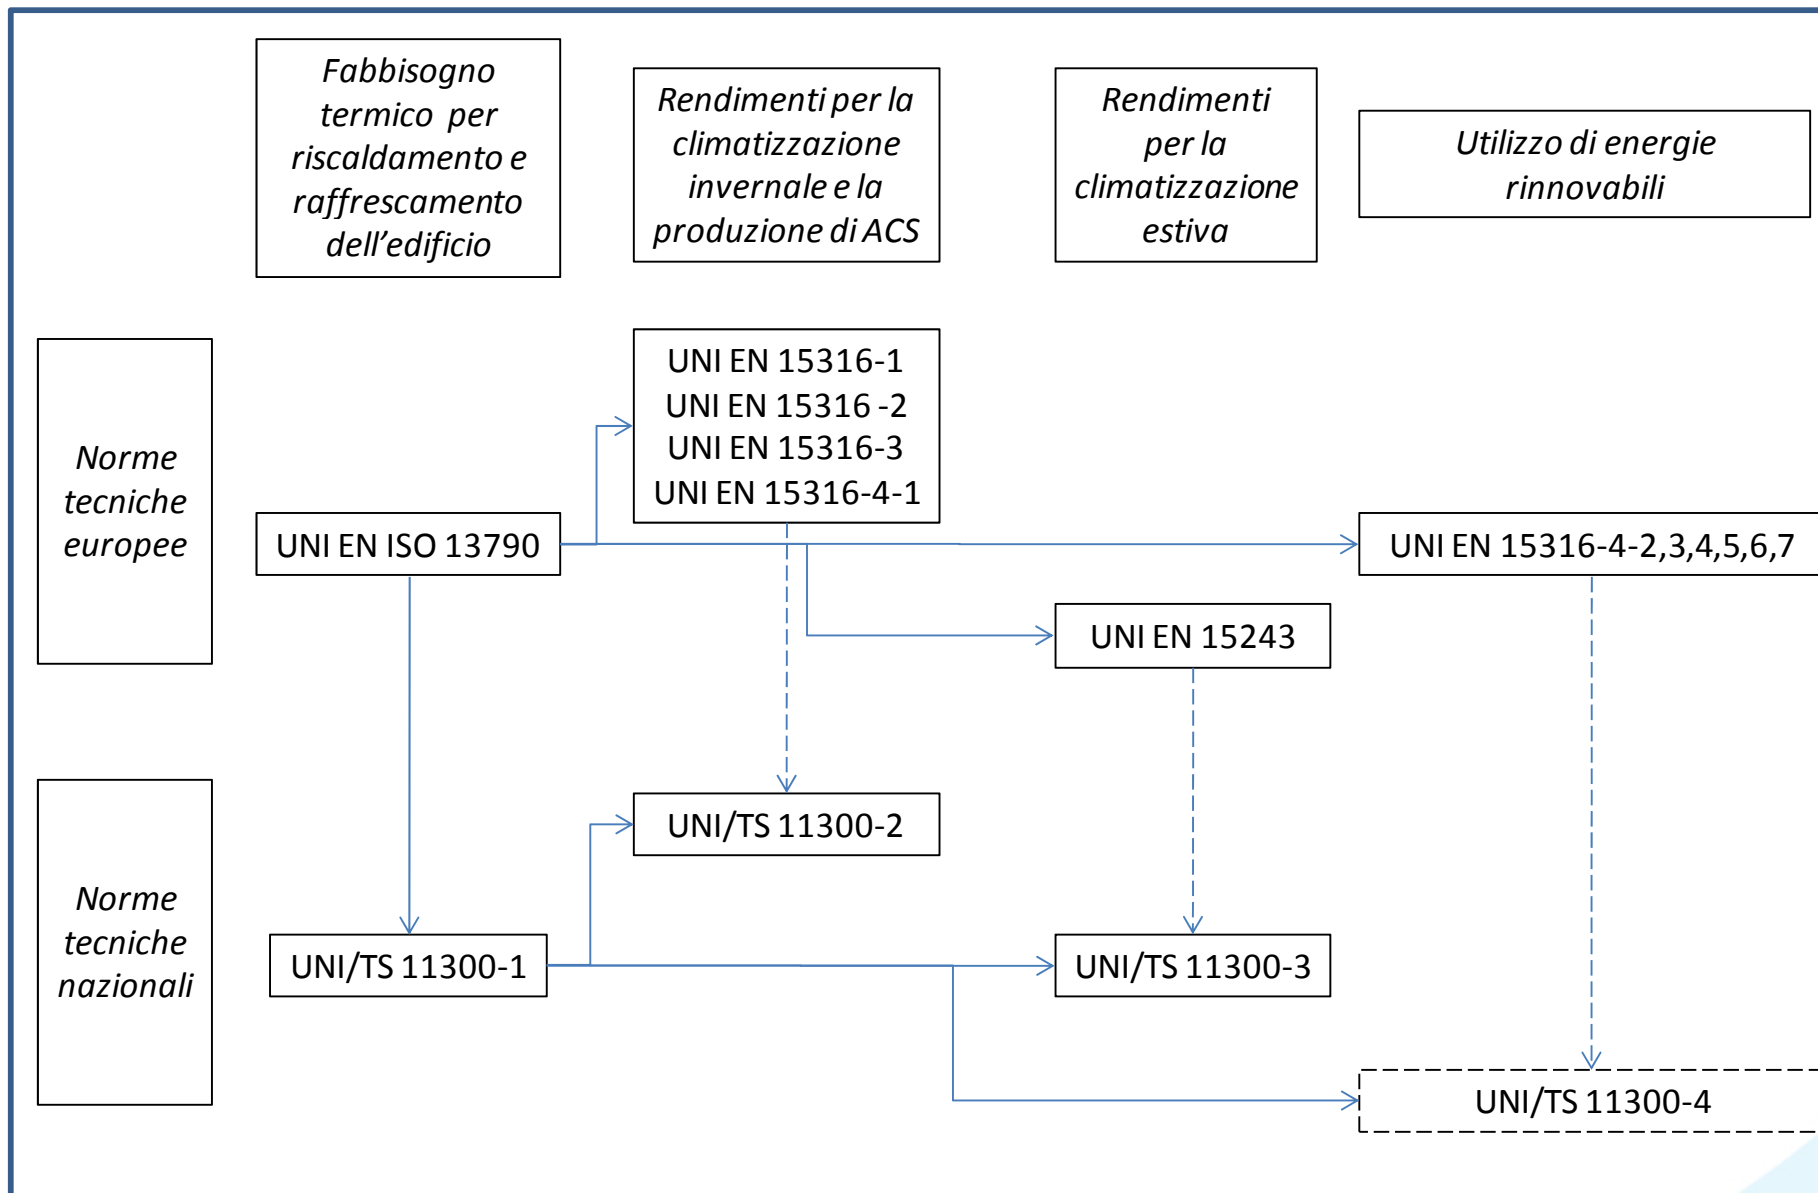 Fabbisogno
termico per
riscaldamento e
raffrescamento
dell’edificio
Rendimenti per la
climatizzazione
invernale e la
produzione di ACS
Rendimenti
per la
climatizzazione
estiva
Utilizzo di energie
rinnovabili
Norme
tecniche
europee
UNI EN ISO 13790
UNI EN 15316-1
UNI EN 15316 -2
UNI EN 15316-3
UNI EN 15316-4-1
UNI EN 15243
UNI EN 15316-4-2,3,4,5,6,7
Norme
tecniche
nazionali
UNI/TS 11300-1
UNI/TS 11300-2
UNI/TS 11300-3
UNI/TS 11300-4